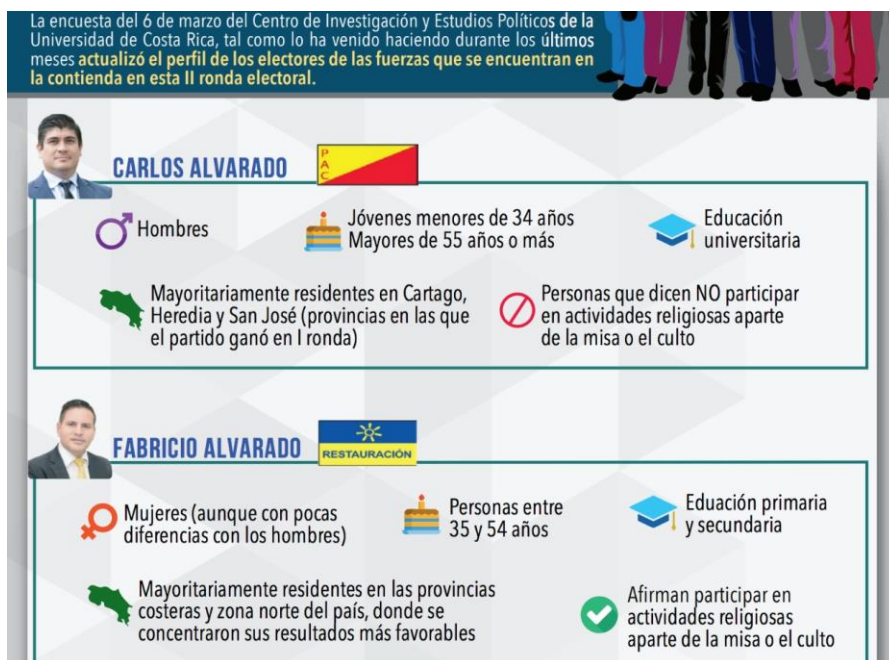 La encuesta del 6 de marzo del Centro de Investigación y Estudios Políticos de la
Universidad de Costa Rica, tal como lo ha venido haciendo durante los últimos
meses actualizó el perfil de los electores de las fuerzas que se encuentran en
la contienda en esta II ronda electoral.
CARLOS ALVARADO
PAC
Hombres
Jóvenes menores de 34 años
Mayores de 55 años o más
Educación
universitaria
Mayoritariamente residentes en Cartago,
Heredia y San José (provincias en las que
el partido ganó en I ronda)
Personas que dicen NO participar
en actividades religiosas aparte
de la misa o el culto
FABRICIO ALVARADO
RESTAURACIÓN
Mujeres (aunque con pocas
diferencias con los hombres)
Personas entre
35 y 54 años
Eduación primaria
y secundaria
Mayoritariamente residentes en las provincias
costeras y zona norte del país, donde se
concentraron sus resultados más favorables
Afirman participar en
actividades religiosas
aparte de la misa o el culto